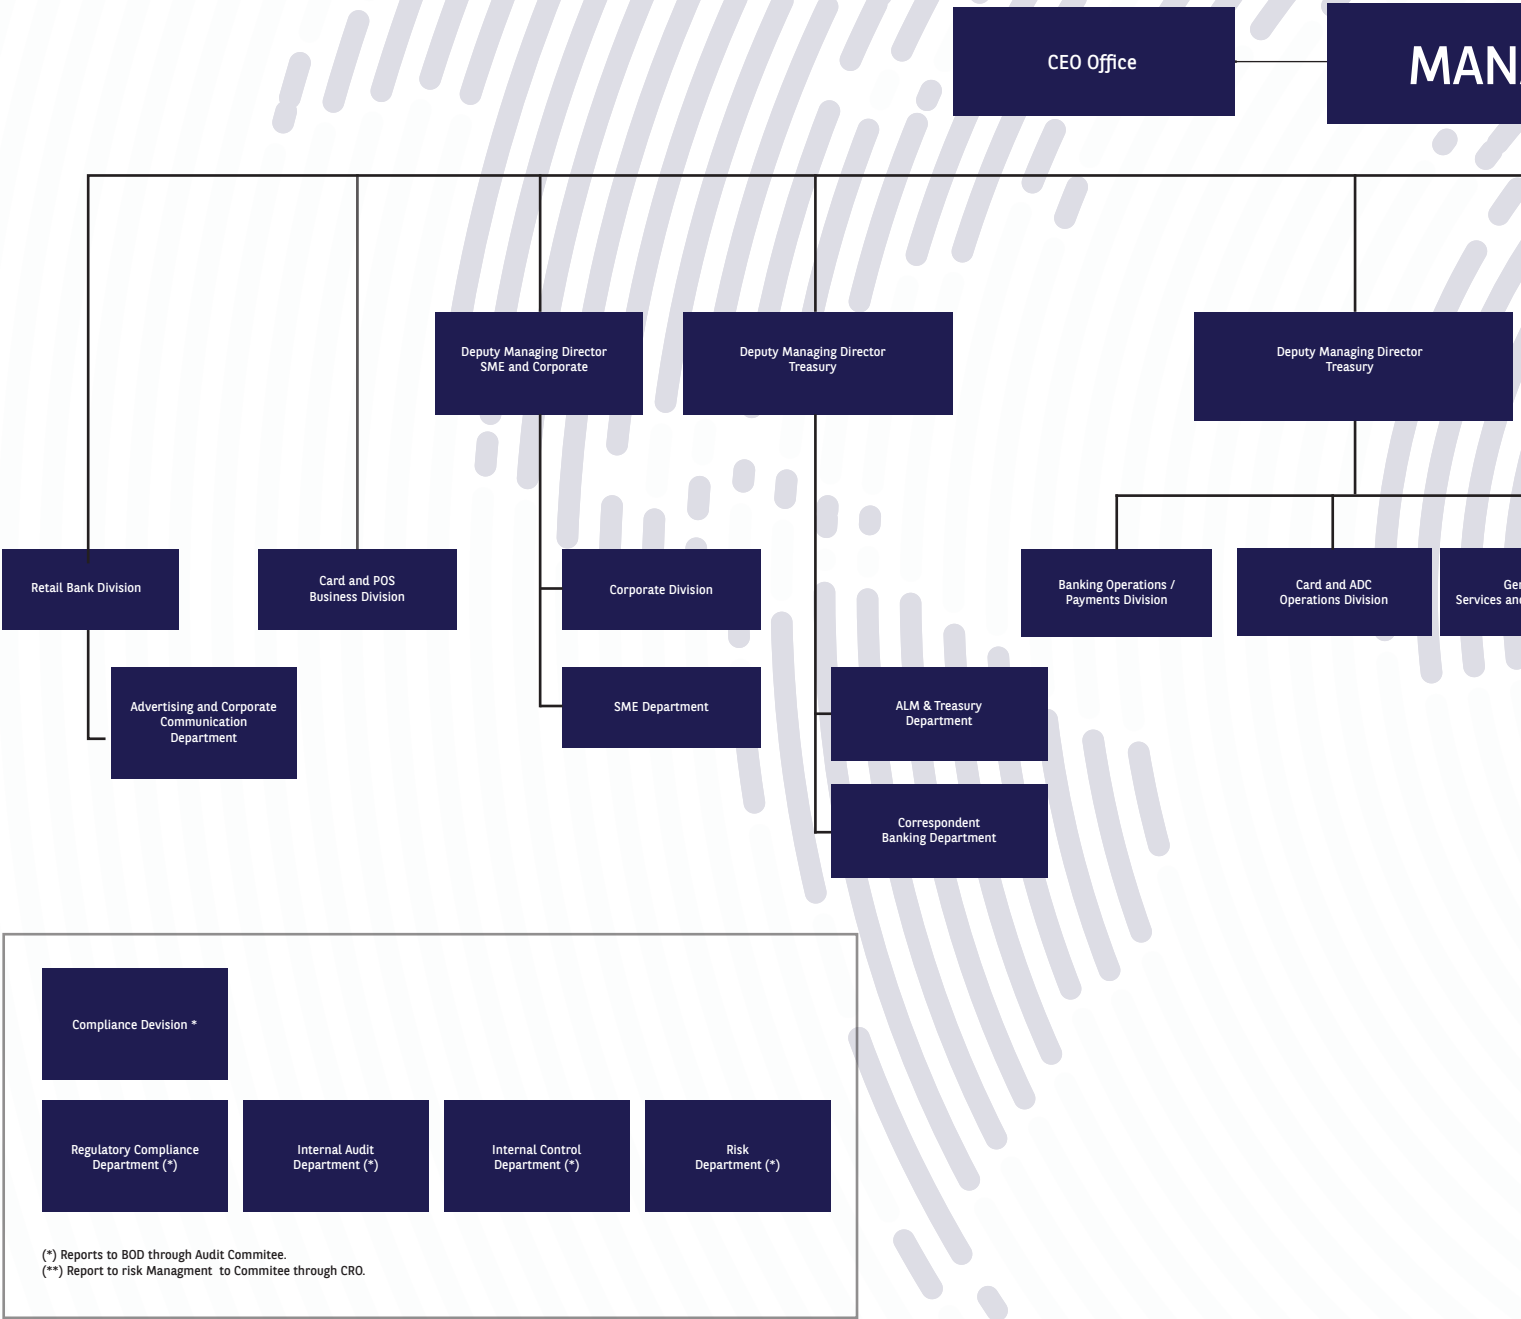 CEO Office
Deputy Managing Director
SME and Corporate
Deputy Managing Director
Treasury
Deputy Managing Director
Treasury
Retail Bank Division
Card and POS
Business Division
Corporate Division
Banking Operations /
Payments Division
Card and ADC
Operations Division
Services
Advertising and Corporate
Communication
Department
SME Department
ALM & Treasury
Department
Correspondent
Banking Department
Compliance Devision *
Regulatory Compliance
Department (*)
Internal Audit
Department (*)
Internal Control
Department (*)
Risk
Department (*)
(*) Reports to BOD through Audit Commitee.
(**) Report to risk Managment to Commitee through CRO.